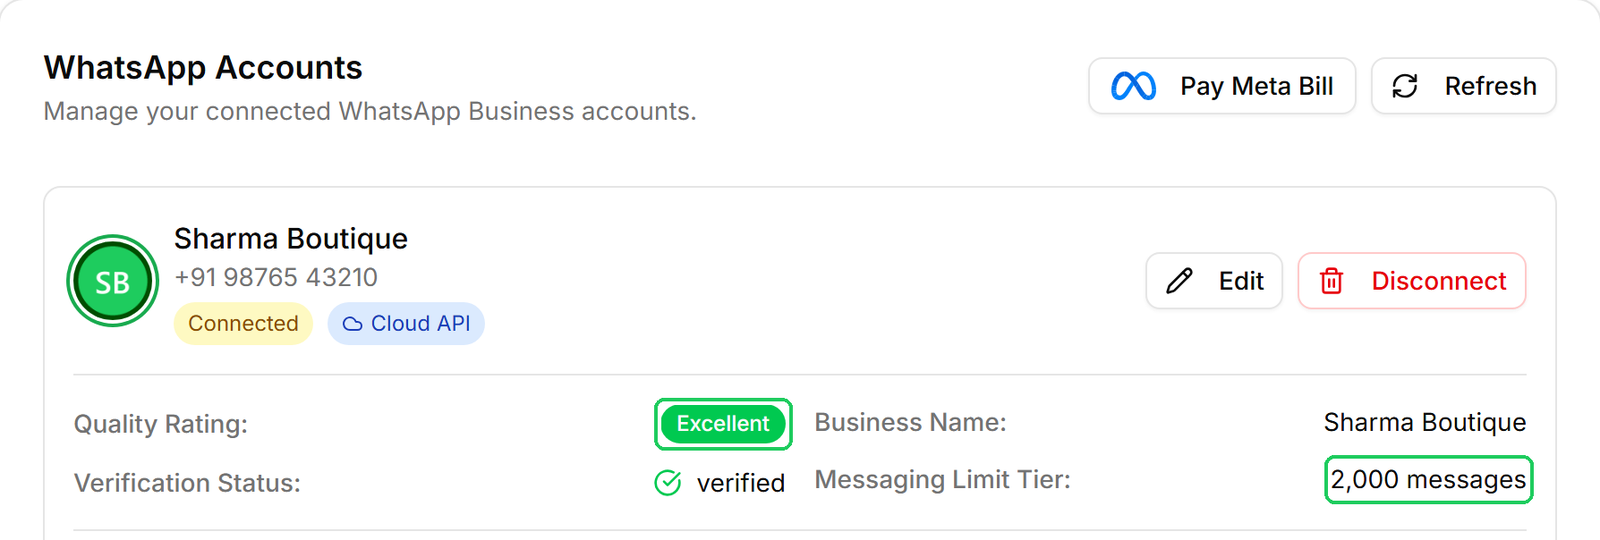 WhatsApp Accounts
Manage your connected WhatsApp Business accounts.
Pay Meta Bill
Refresh
SB
Sharma Boutique
+91 98765 43210
Connected
Cloud API
Edit
Disconnect
Quality Rating:
Excellent
Business Name:
Sharma Boutique
Verification Status:
verified
Messaging Limit Tier:
2,000 messages